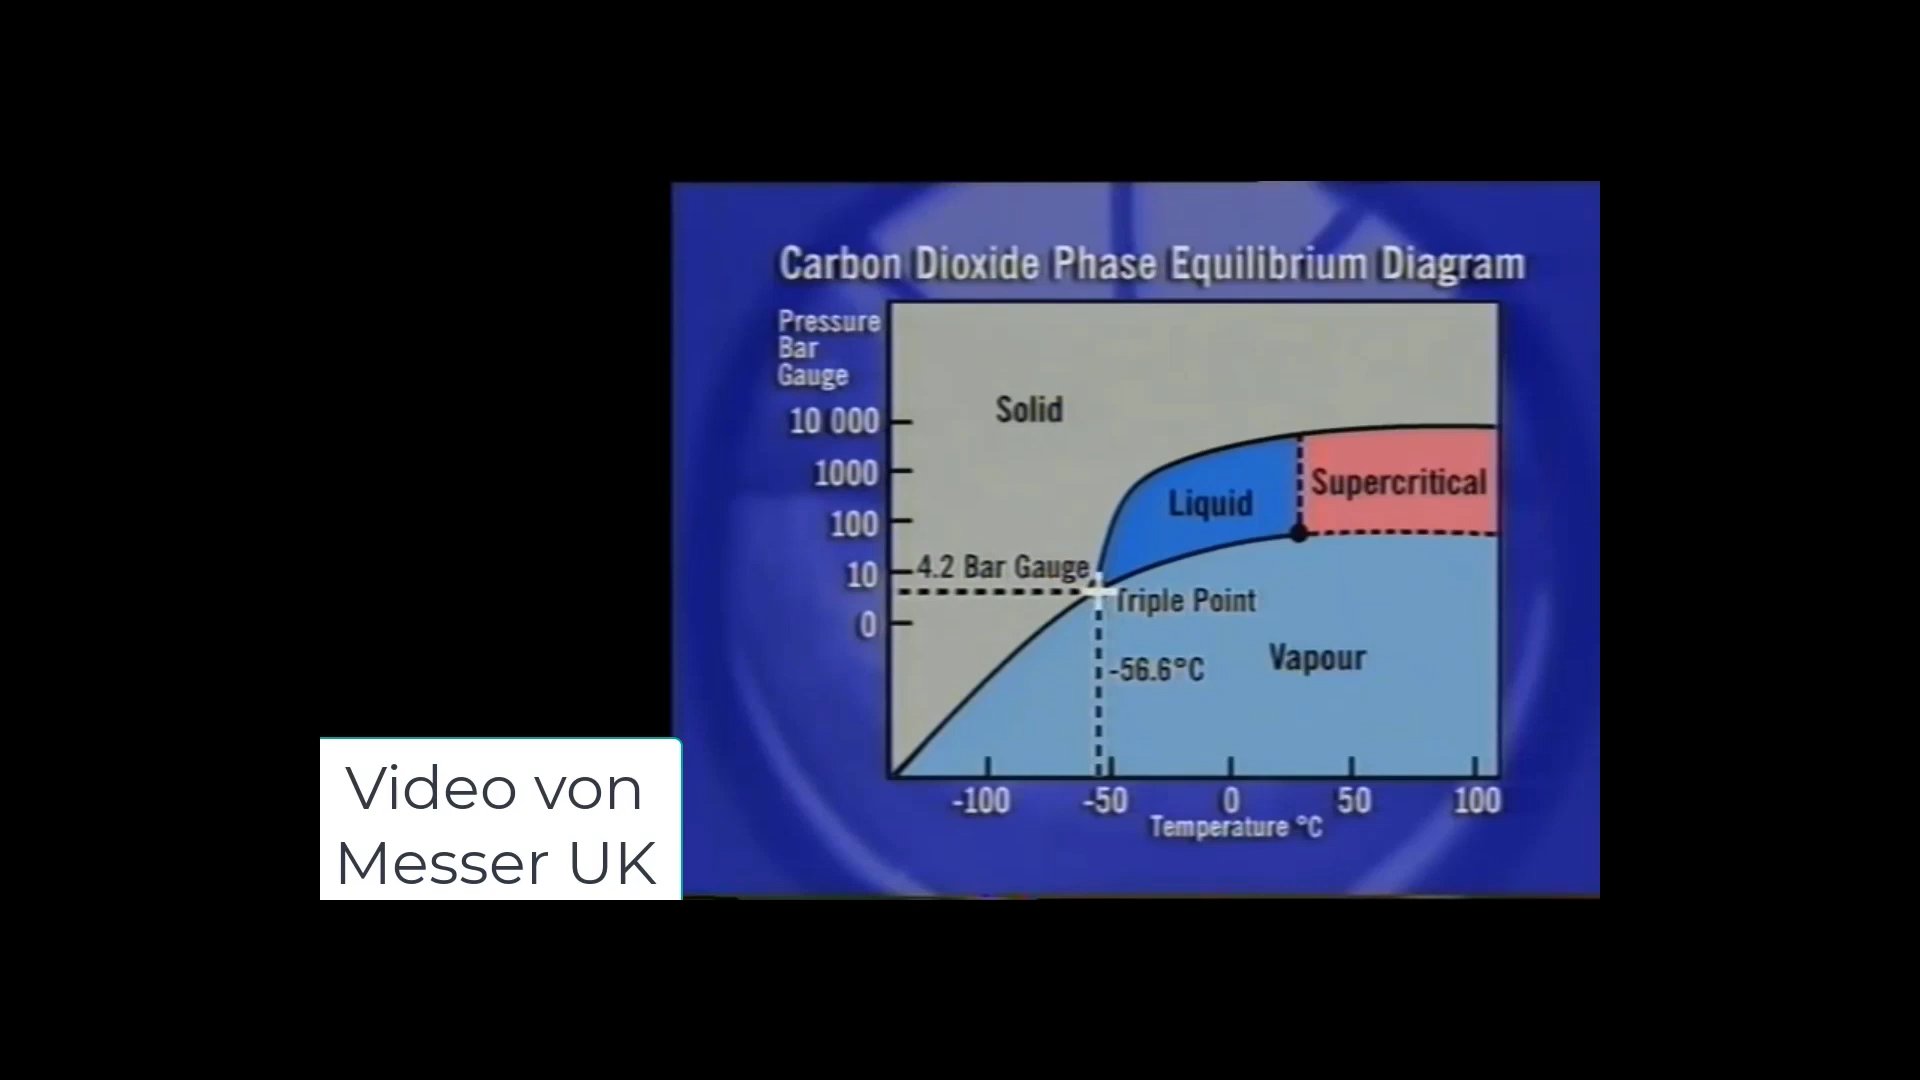 Carbon Dioxide Phase Equilibrium Diagram
Pressure
Bar
Gauge
10 000
1000
100
10
0
Solid
Liquid
Supercritical
4.2 Bar Gauge
Triple Point
-56.6°C
Vapour
-100 -50 0 50 100
Temperature °C
Video von
Messer UK